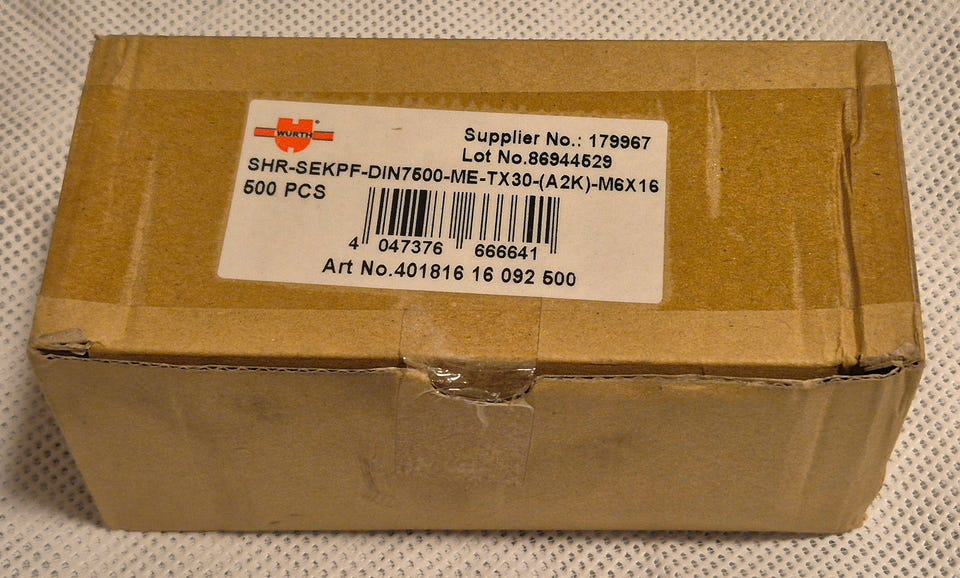 WURTH
Supplier No.: 179967
Lot No.86944529
SHR-SEKPF-DIN7500-ME-TX30-(A2K)-M6X16
500 PCS
4 047376 666641
Art No.401816 16 092 500